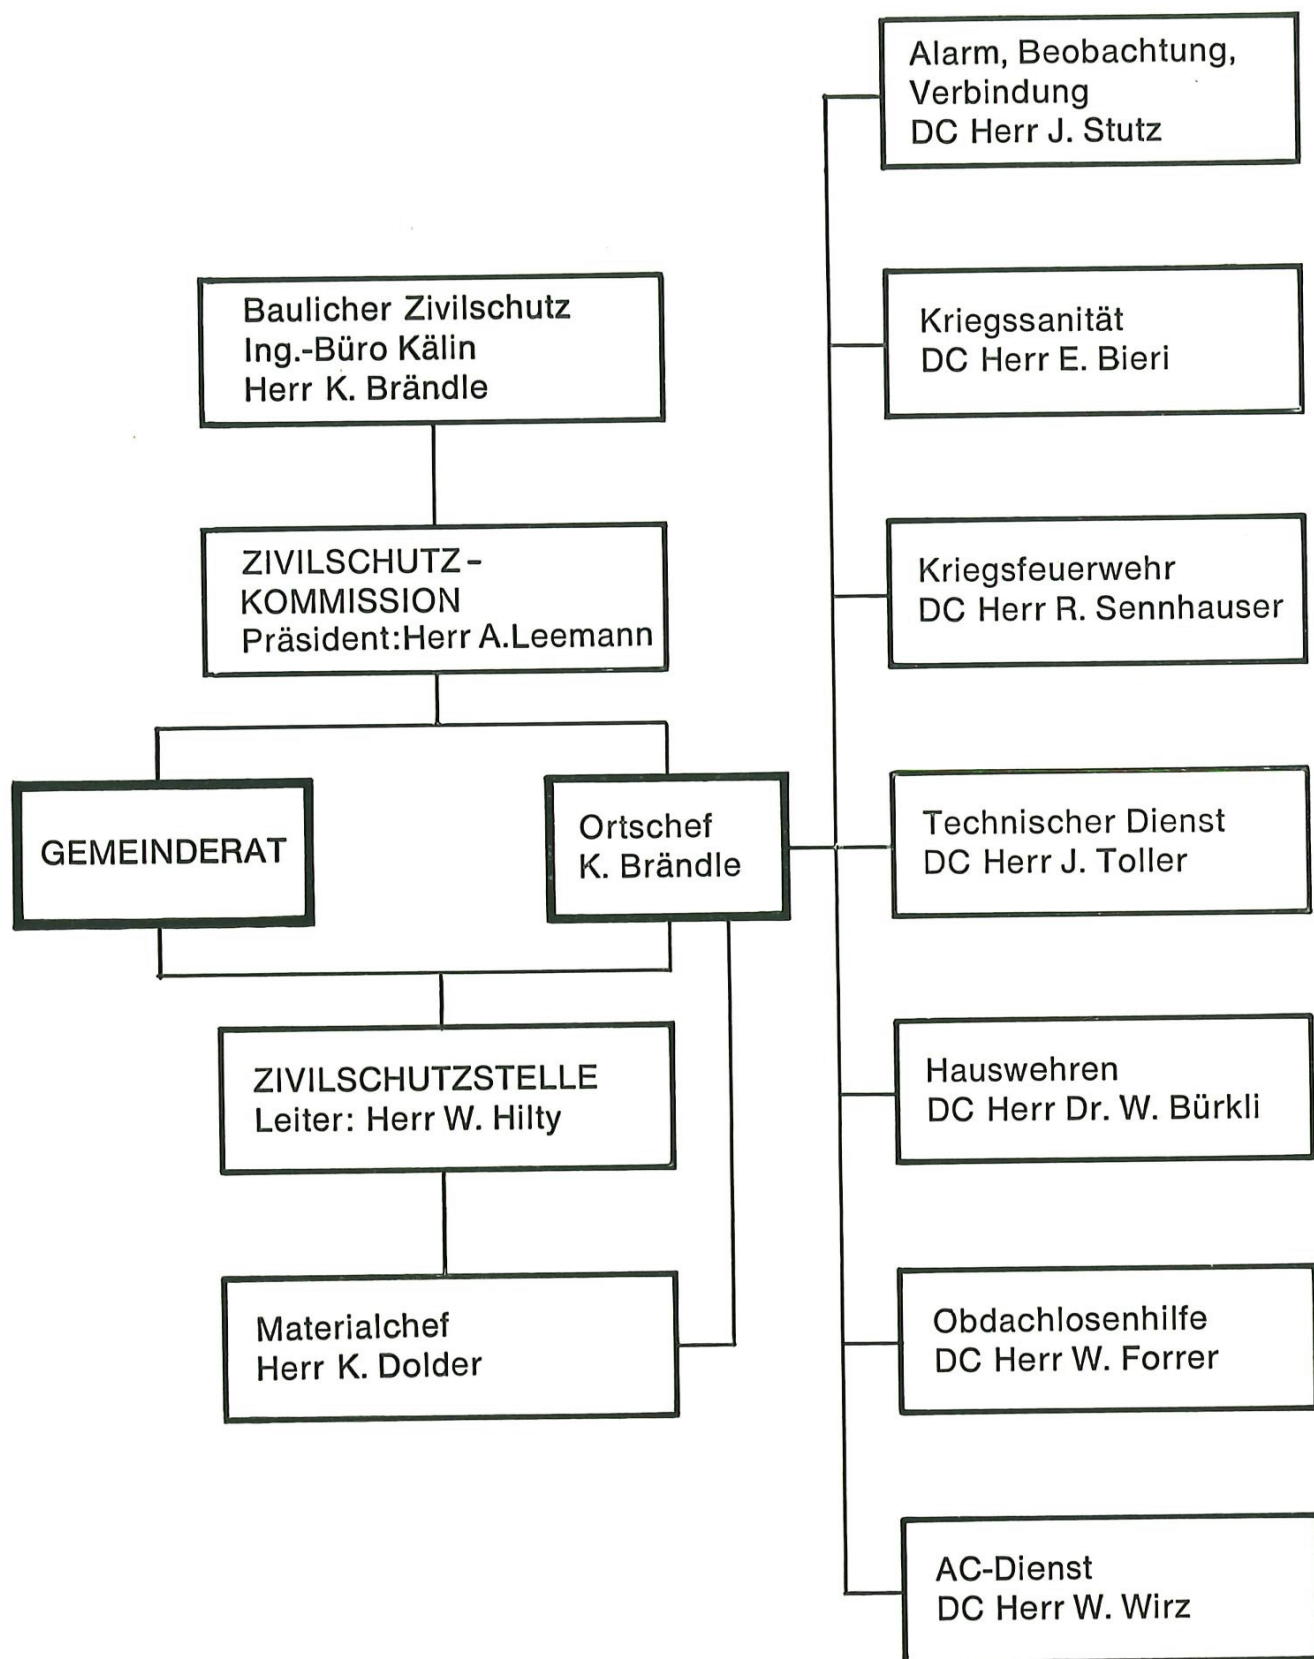 Alarm, Beobachtung,
Verbindung
DC Herr J. Stutz
Baulicher Zivilschutz
Ing.-Büro Kälin
Herr K. Brändle
Kriegssanität
DC Herr E. Bieri
ZIVILSCHUTZ-
KOMMISSION
Präsident:Herr A.Leemann
Kriegsfeuerwehr
DC Herr R. Sennhauser
GEMEINDERAT
Ortschef
K. Brändle
Technischer Dienst
DC Herr J. Toller
ZIVILSCHUTZSTELLE
Leiter: Herr W. Hilty
Hauswehren
DC Herr Dr. W. Bürkli
Materialchef
Herr K. Dolder
Obdachlosenhilfe
DC Herr W. Forrer
AC-Dienst
DC Herr W. Wirz